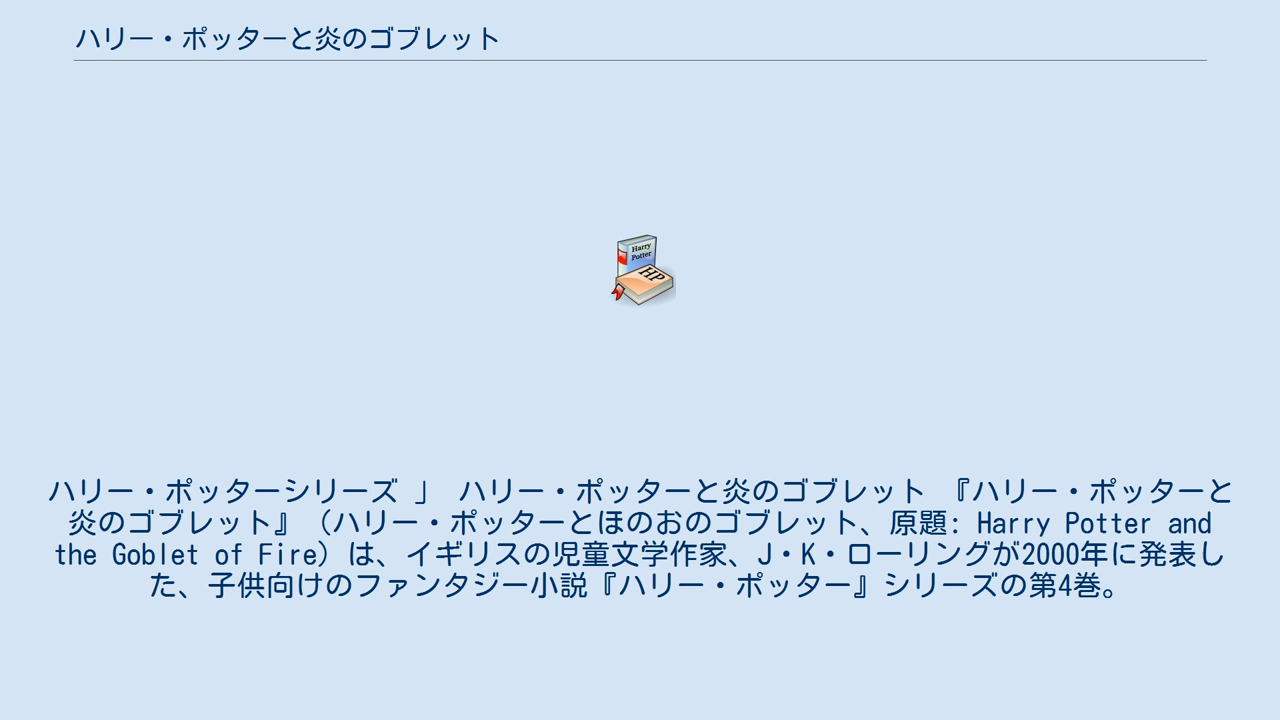 ハリー・ポッターと炎のゴブレット
Harry
Potter
HP
ハリー・ポッターシリーズ 」 ハリー・ポッターと炎のゴブレット 『ハリー・ポッターと
炎のゴブレット』（ハリー・ポッターとほのおのゴブレット、原題: Harry Potter and
the Goblet of Fire）は、イギリスの児童文学作家、J・K・ローリングが2000年に発表し
た、子供向けのファンタジー小説『ハリー・ポッター』シリーズの第4巻。